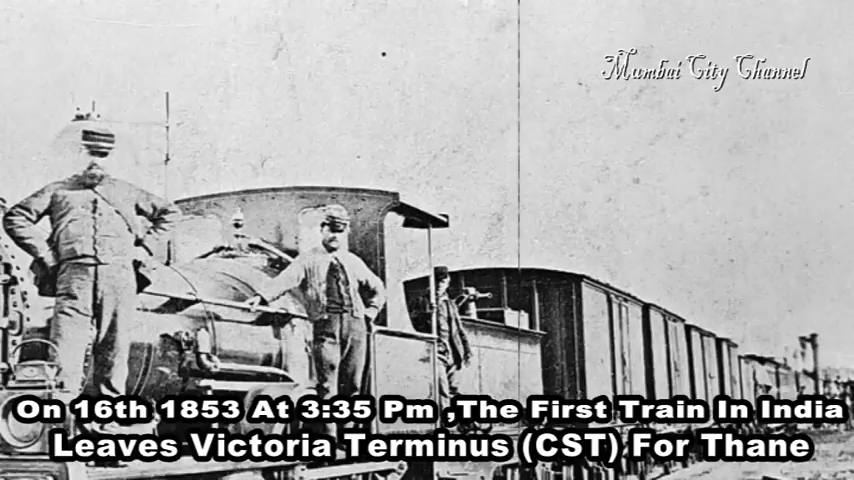 Mumbai City Channel
On 16th 1853 At 3:35 Pm ,The First Train In India
Leaves Victoria Terminus (CST) For Thane